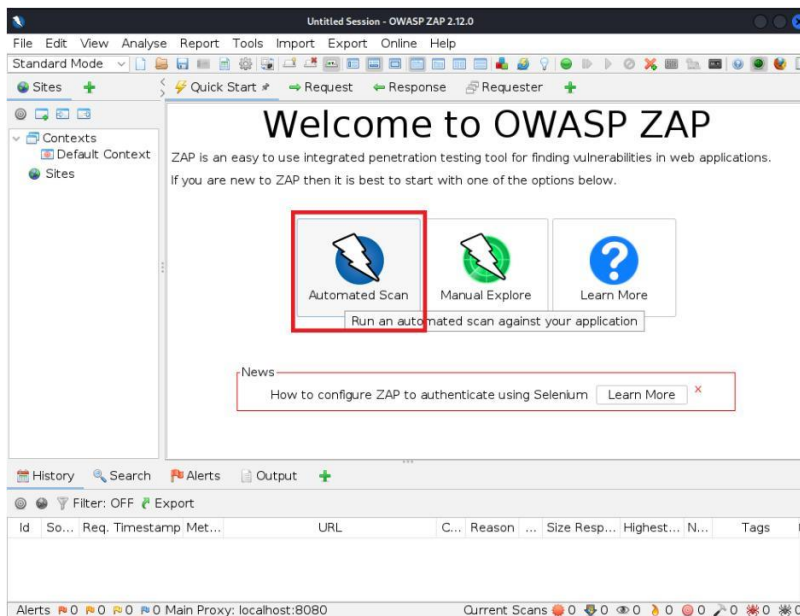 Untitled Session - OWASP ZAP 2.12.0
File Edit View Analyse Report Tools Import Export Online Help
Standard Mode
Sites
Quick Start Request Response Requester
Contexts
Default Context
Sites
Welcome to OWASP ZAP
ZAP is an easy to use integrated penetration testing tool for finding vulnerabilities in web applications.
If you are new to ZAP then it is best to start with one of the options below.
Automated Scan Manual Explore Learn More
Run an automated scan against your application
News
How to configure ZAP to authenticate using Selenium Learn More x
History Search Alerts Output
Filter: OFF Export
Id So... Req. Timestamp Met... URL C... Reason ... Size Resp... Highest... N... Tags
Alerts 0 0 0 0 Main Proxy: localhost:8080 Current Scans 0 0 0 0 0 0 0 0